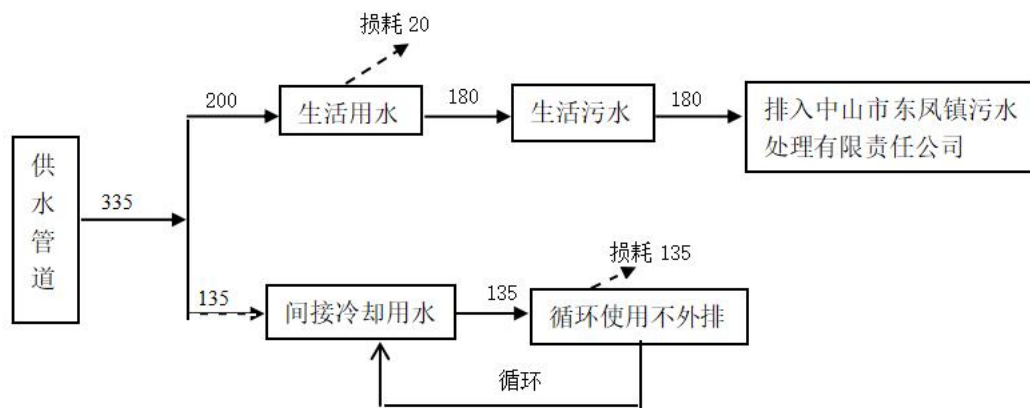 损耗 20
200
生活用水
180
生活污水
180
排入中山市东凤镇污水
处理有限责任公司
供
水
管
道
335
损耗 135
135
间接冷却用水
135
循环使用不外排
循环